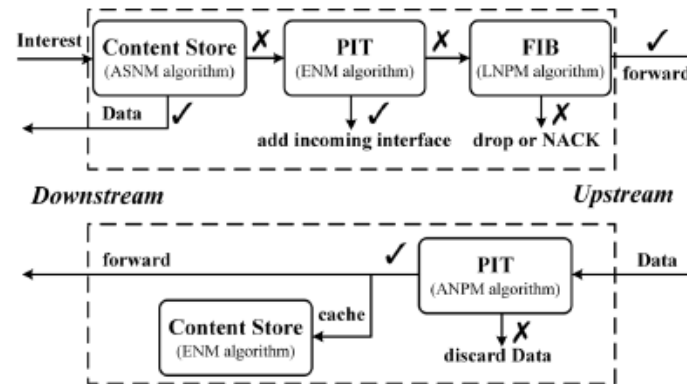 Interest
Content Store
(ASNM algorithm)
✗
PIT
(ENM algorithm)
✗
FIB
(LNPM algorithm)
✓
forward
Data
✓
✓
✗
add incoming interface
drop or NACK
Downstream
Upstream
forward
✓
PIT
(ANPM algorithm)
Data
cache
Content Store
(ENM algorithm)
✗
discard Data